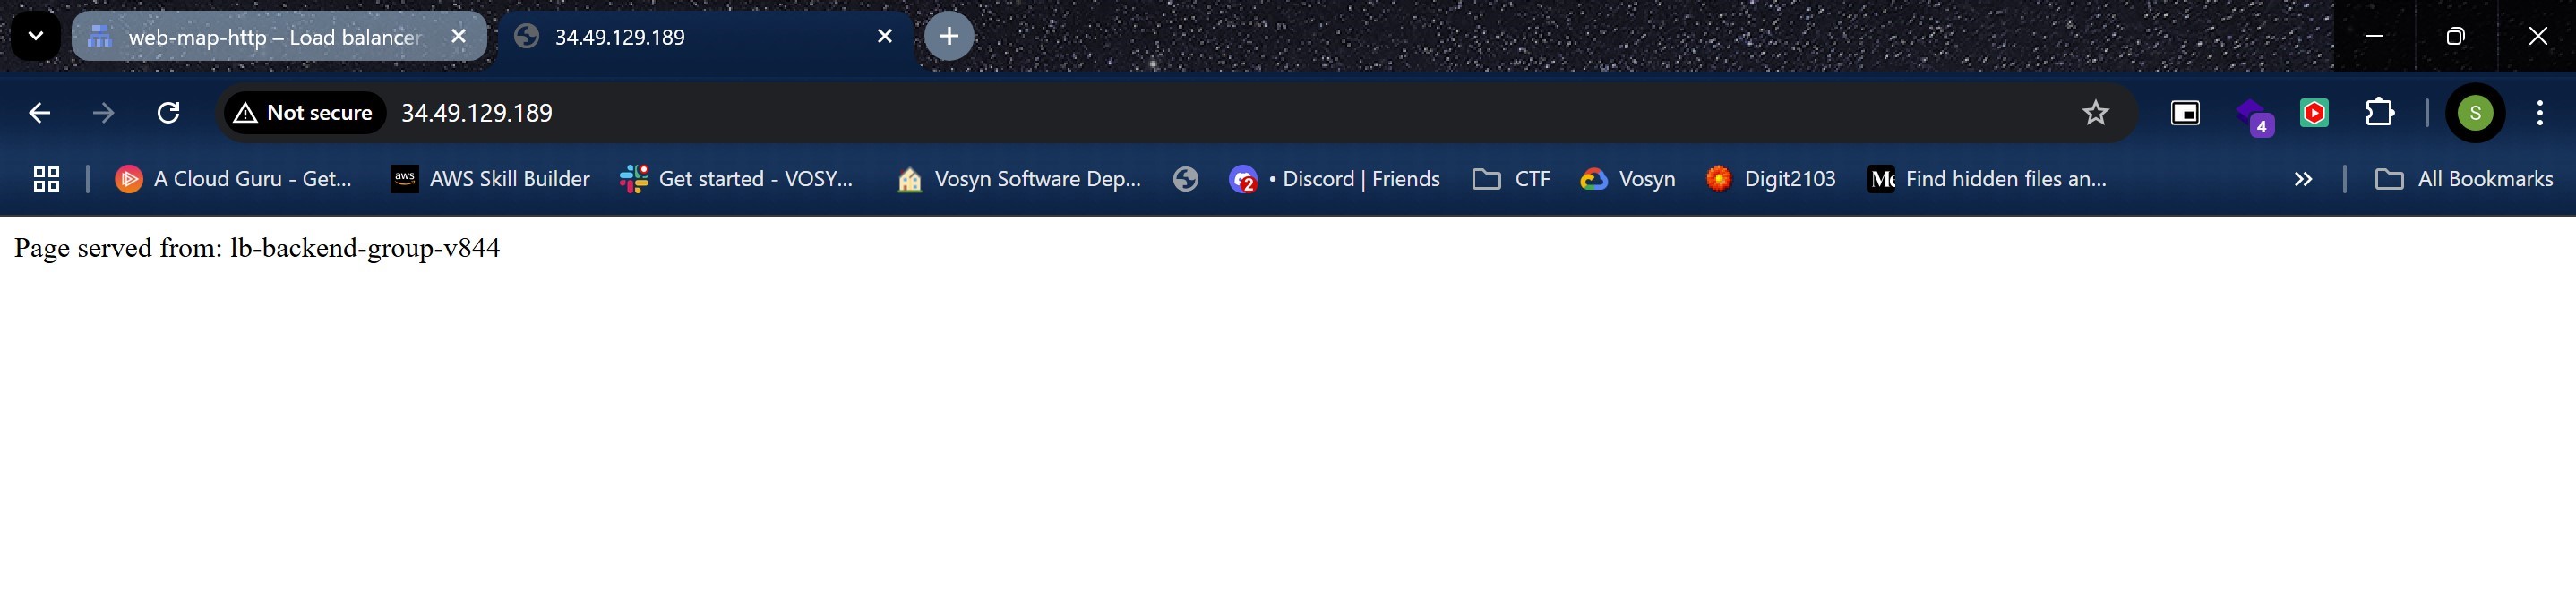 web-map-http – Load balancer
34.49.129.189
Not secure
34.49.129.189
4
S
A Cloud Guru - Get...
aws
AWS Skill Builder
Get started - VOSY...
Vosyn Software Dep...
2
• Discord | Friends
CTF
Vosyn
Digit2103
Me
Find hidden files an...
All Bookmarks
Page served from: lb-backend-group-v844